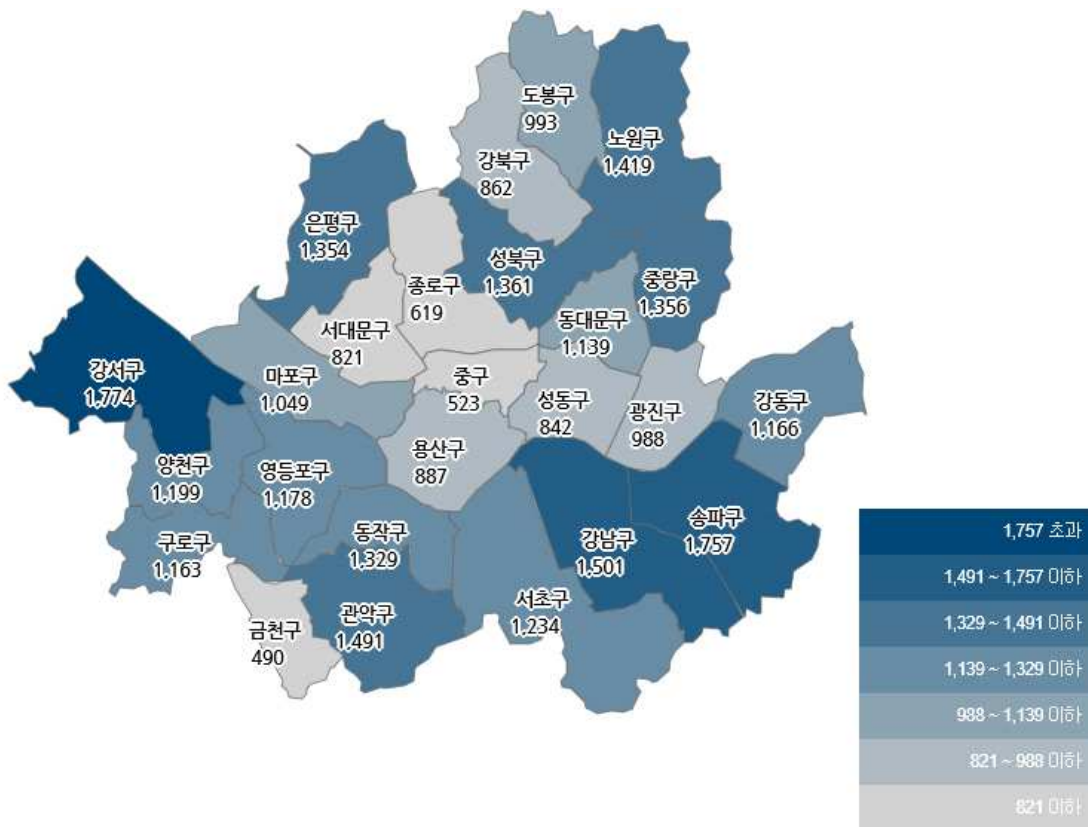 도봉구
993
노원구
1,419
강북구
862
은평구
1,354
성북구
1,361
중랑구
1,356
종로구
619
동대문구
1,139
서대문구
821
강서구
1,774
마포구
1,049
중구
523
성동구
842
광진구
988
강동구
1,166
용산구
887
양천구
1,199
영등포구
1,178
송파구
1,757
구로구
1,163
동작구
1,329
강남구
1,501
서초구
1,234
관악구
1,491
금천구
490
1,757 초과
1,491 ~ 1,757 이하
1,329 ~ 1,491 이하
1,139 ~ 1,329 이하
988 ~ 1,139 이하
821 ~ 988 이하
821 이하